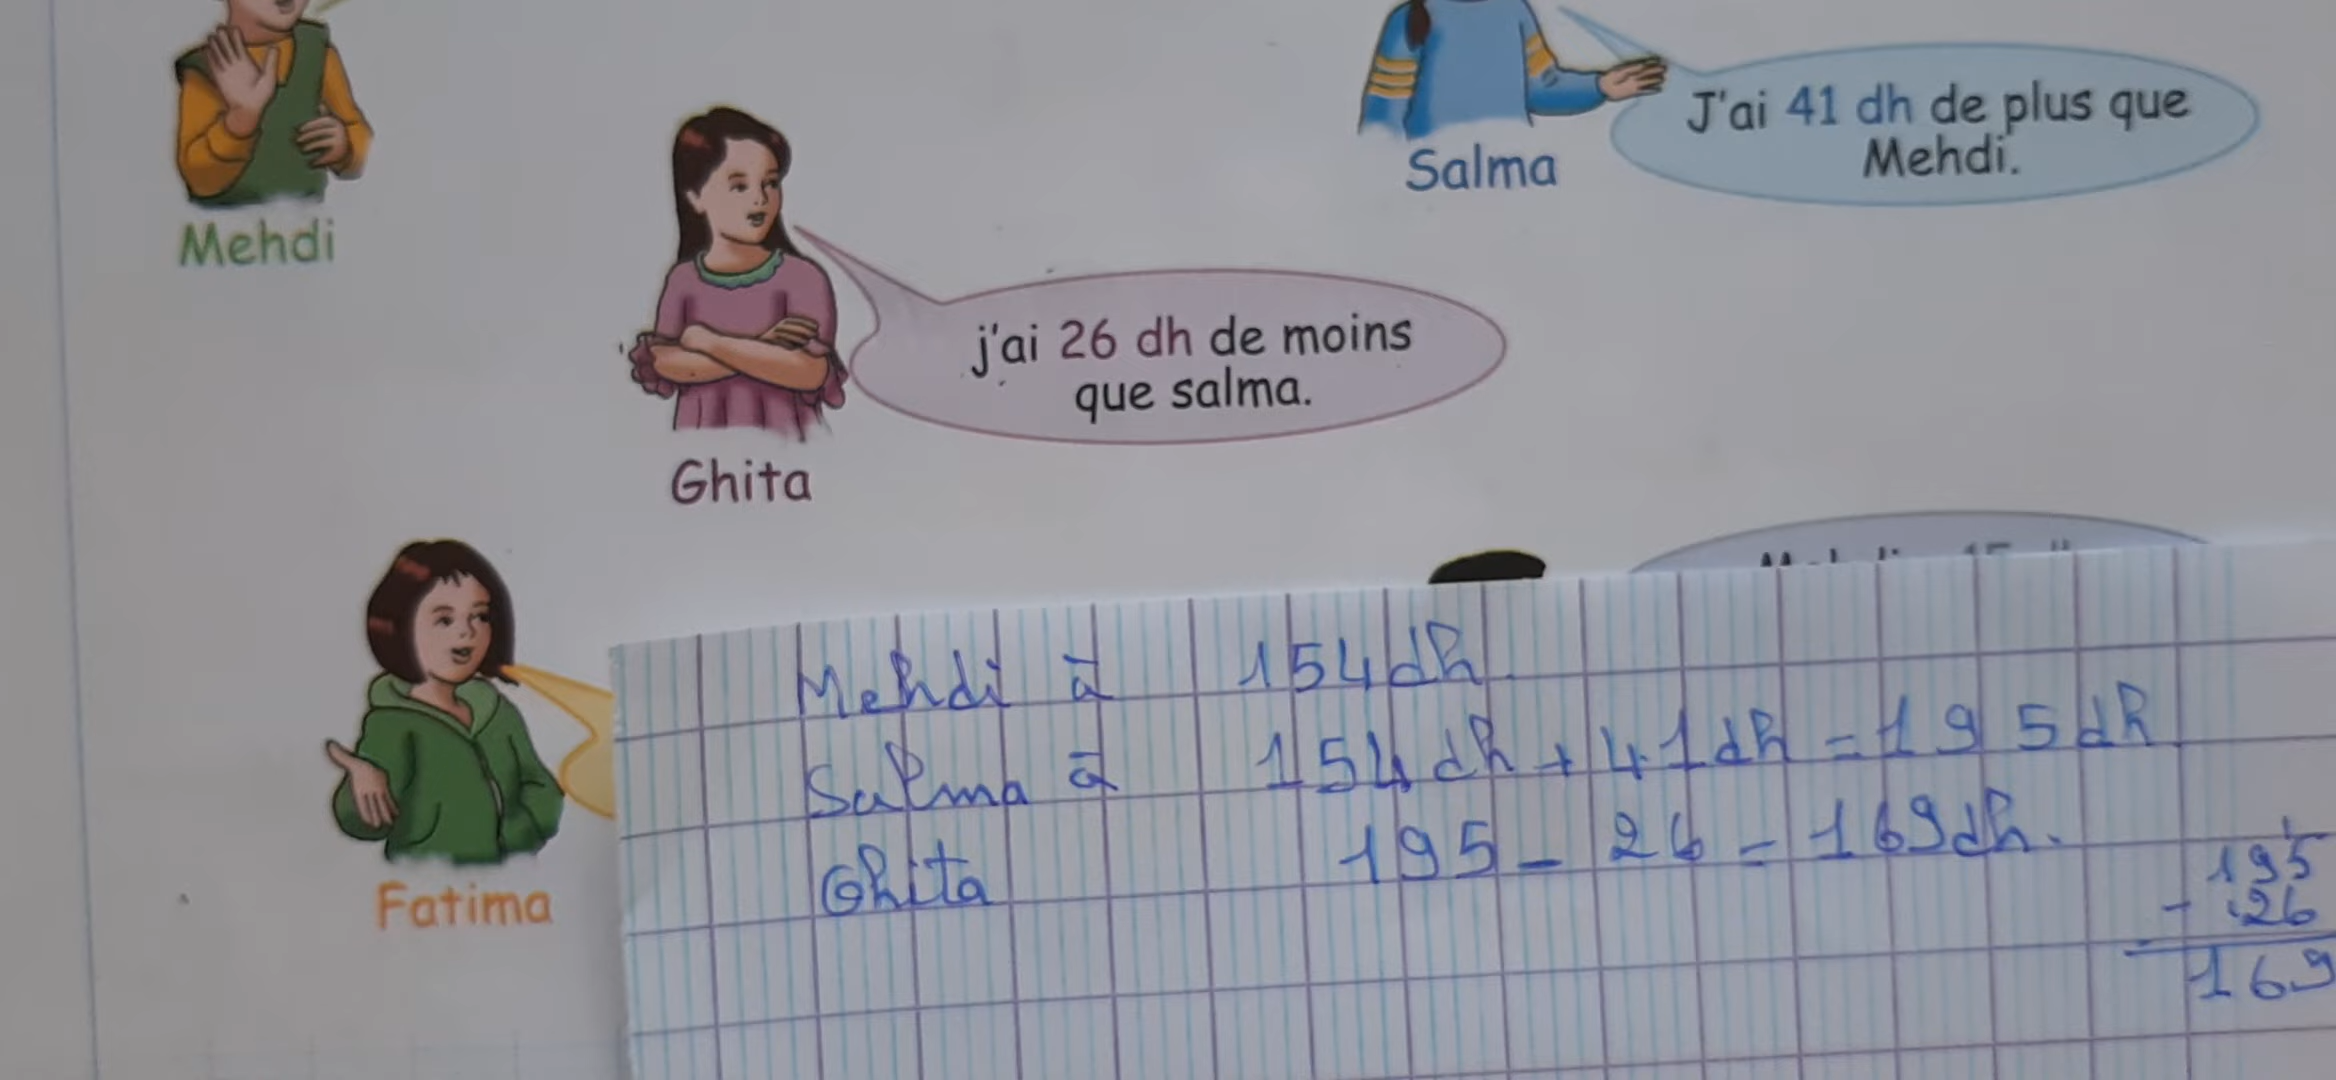 Mehdi
Salma
J'ai 41 dh de plus que
Mehdi.
j'ai 26 dh de moins
que salma.
Ghita
Fatima
Mehdi à 154dh
Salma à 154dh + 41dh = 195dh
Ghita 195 - 26 = 169dh.
195
- 26
169